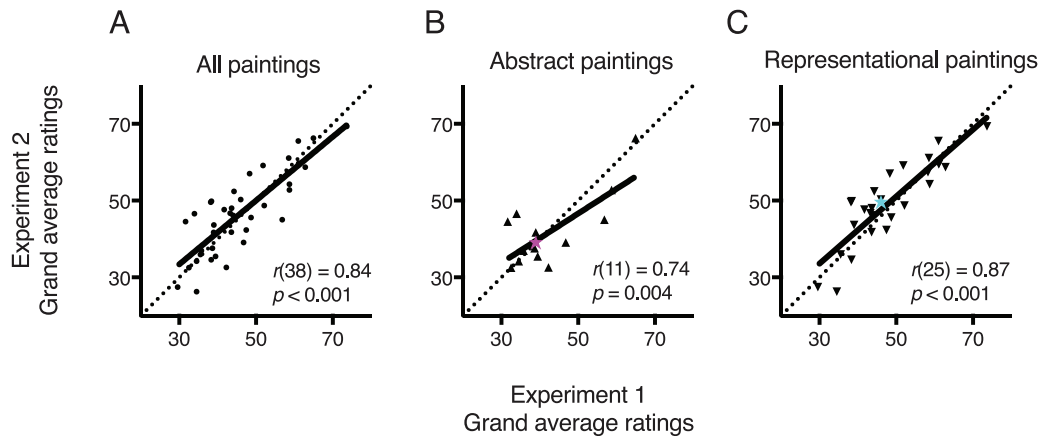 A
B
C
All paintings
Abstract paintings
Representational paintings
Experiment 2
Grand average ratings
70
50
30
r(38) = 0.84
p < 0.001
30
50
70
70
50
30
r(11) = 0.74
p = 0.004
30
50
70
70
50
30
r(25) = 0.87
p < 0.001
30
50
70
Experiment 1
Grand average ratings